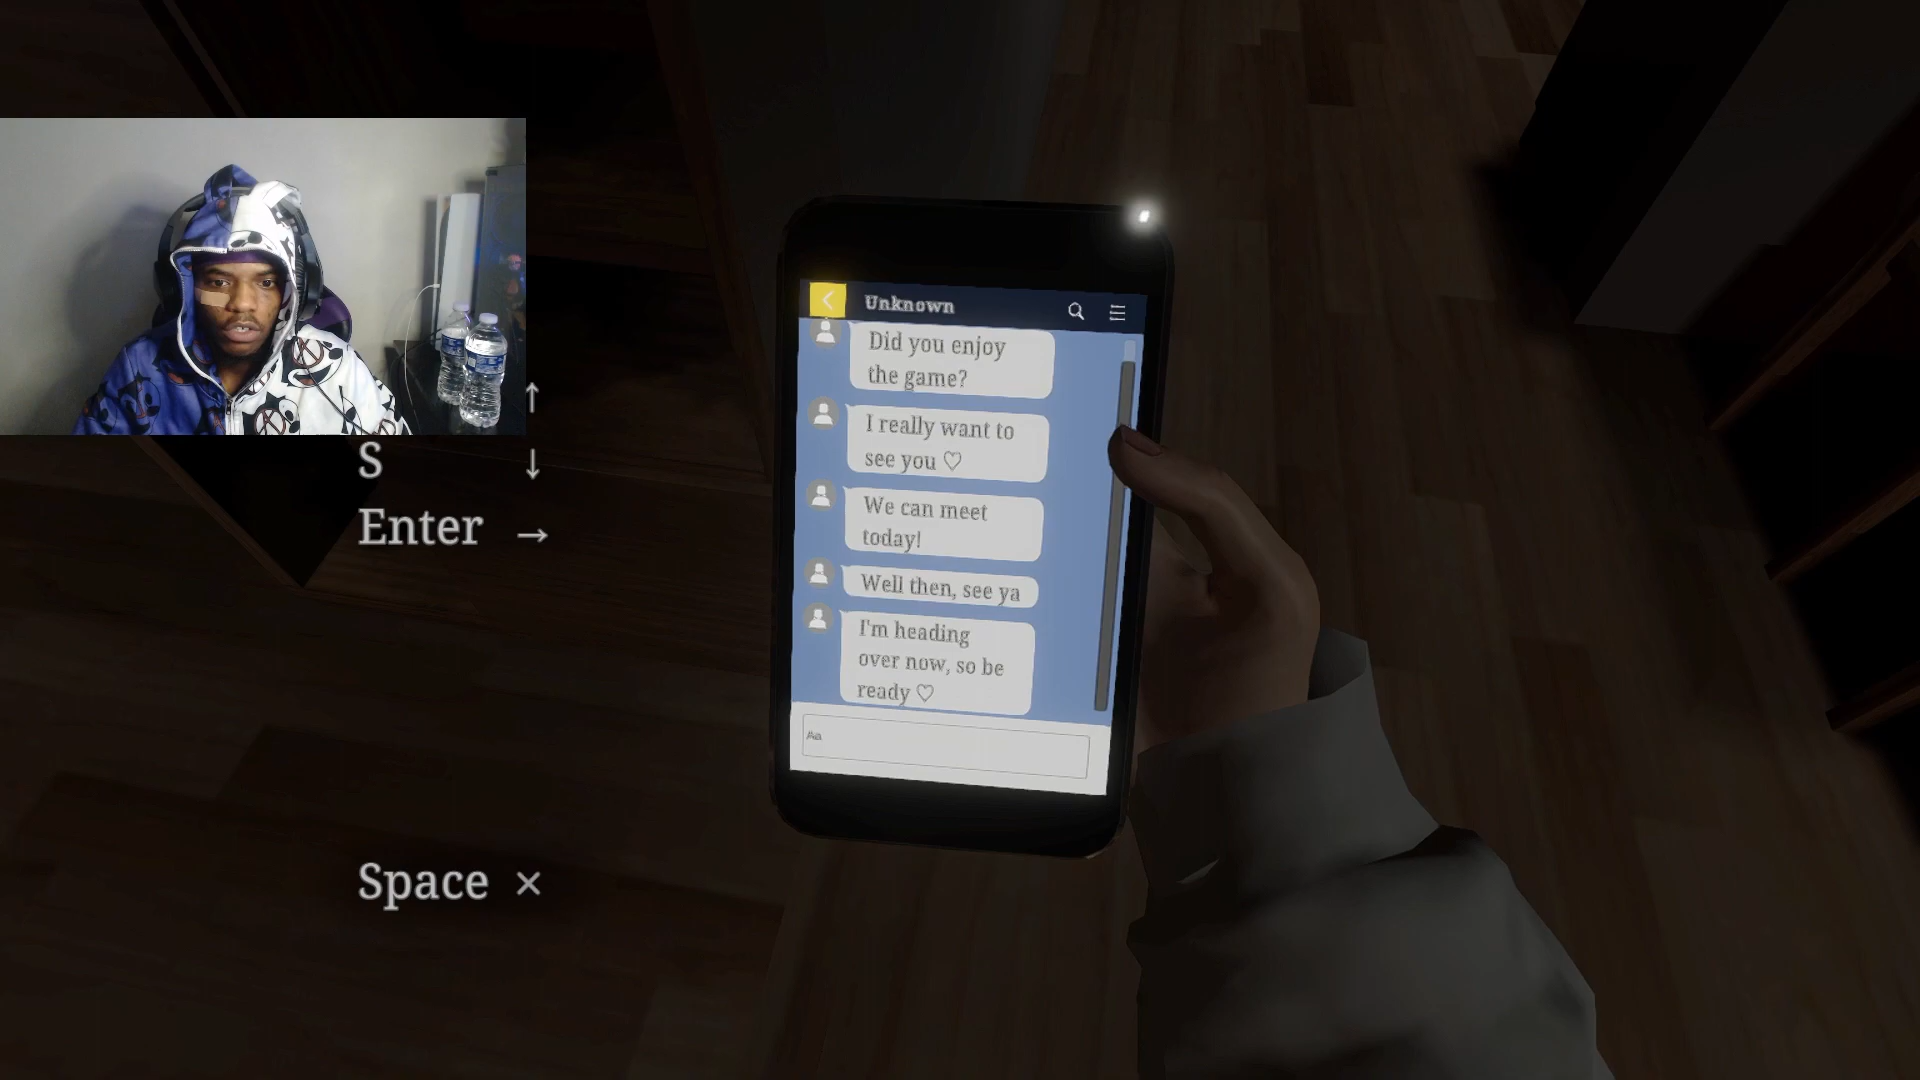 Unknown
Did you enjoy
the game?
I really want to
see you ♡
We can meet
today!
Well then, see ya
I'm heading
over now, so be
ready ♡
Aa
↑
S ↓
Enter →
Space ×